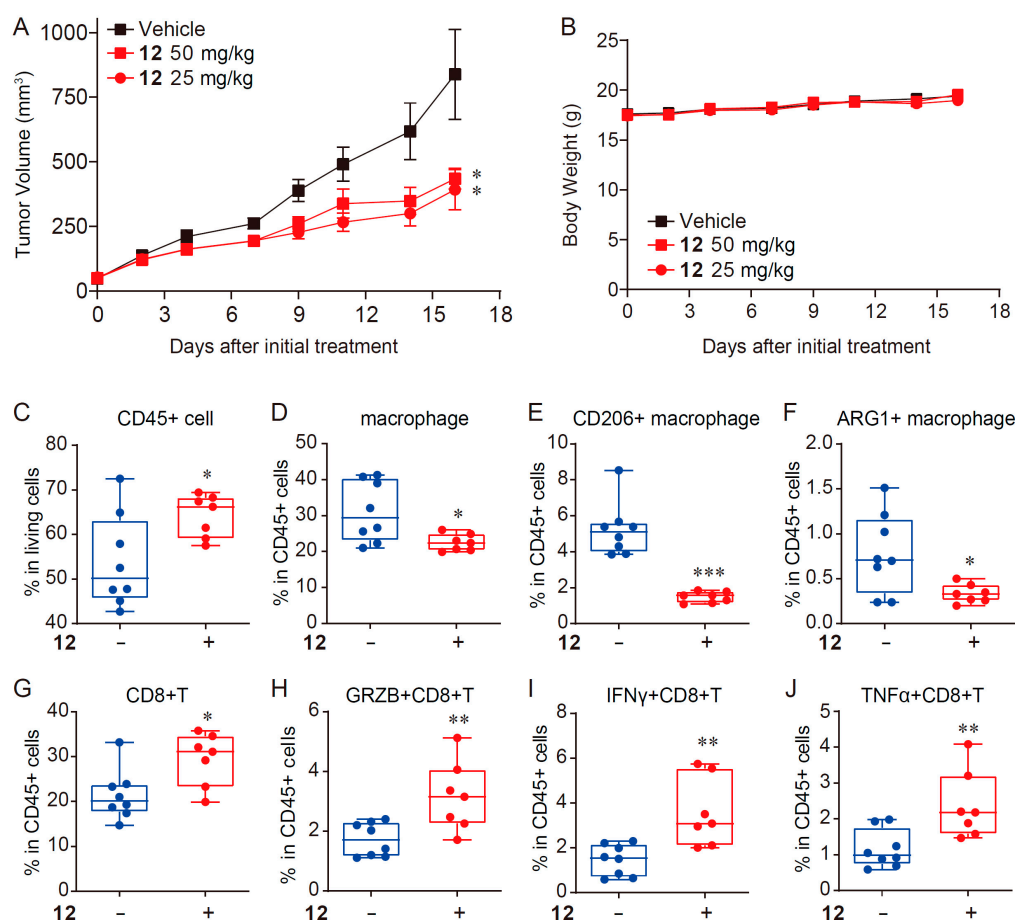 A
Tumor Volume (mm³)
1000
750
500
250
0
Vehicle
12 50 mg/kg
12 25 mg/kg
*
*
0 3 6 9 12 15 18
Days after initial treatment
B
Body Weight (g)
25
20
15
10
5
0
Vehicle
12 50 mg/kg
12 25 mg/kg
0 3 6 9 12 15 18
Days after initial treatment
C
CD45+ cell
% in living cells
80
70
60
50
40
*
12 – +
D
macrophage
% in CD45+ cells
50
40
30
20
10
0
*
– +
E
CD206+ macrophage
% in CD45+ cells
10
8
6
4
2
0
***
– +
F
ARG1+ macrophage
% in CD45+ cells
2.0
1.5
1.0
0.5
0.0
*
– +
G
CD8+T
% in CD45+ cells
40
30
20
10
0
*
12 – +
H
GRZB+CD8+T
% in CD45+ cells
6
4
2
0
**
12 – +
I
IFNγ+CD8+T
% in CD45+ cells
8
6
4
2
0
**
12 – +
J
TNFα+CD8+T
% in CD45+ cells
5
4
3
2
1
0
**
12 – +